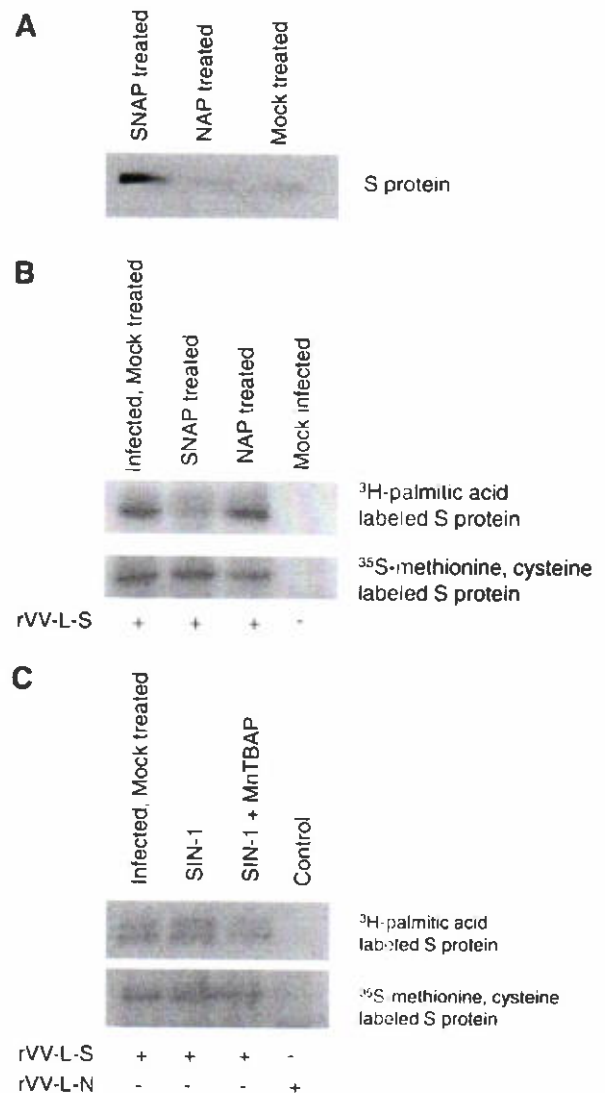 A
SNAP treated
NAP treated
Mock treated
S protein
B
Infected, Mock treated
SNAP treated
NAP treated
Mock infected
³H-palmitic acid
labeled S protein
³⁵S-methionine, cysteine
labeled S protein
rVV-L-S + + + -
C
Infected, Mock treated
SIN-1
SIN-1 + MnTBAP
Control
³H-palmitic acid
labeled S protein
³⁵S-methionine, cysteine
labeled S protein
rVV-L-S + + + -
rVV-L-N - - - +